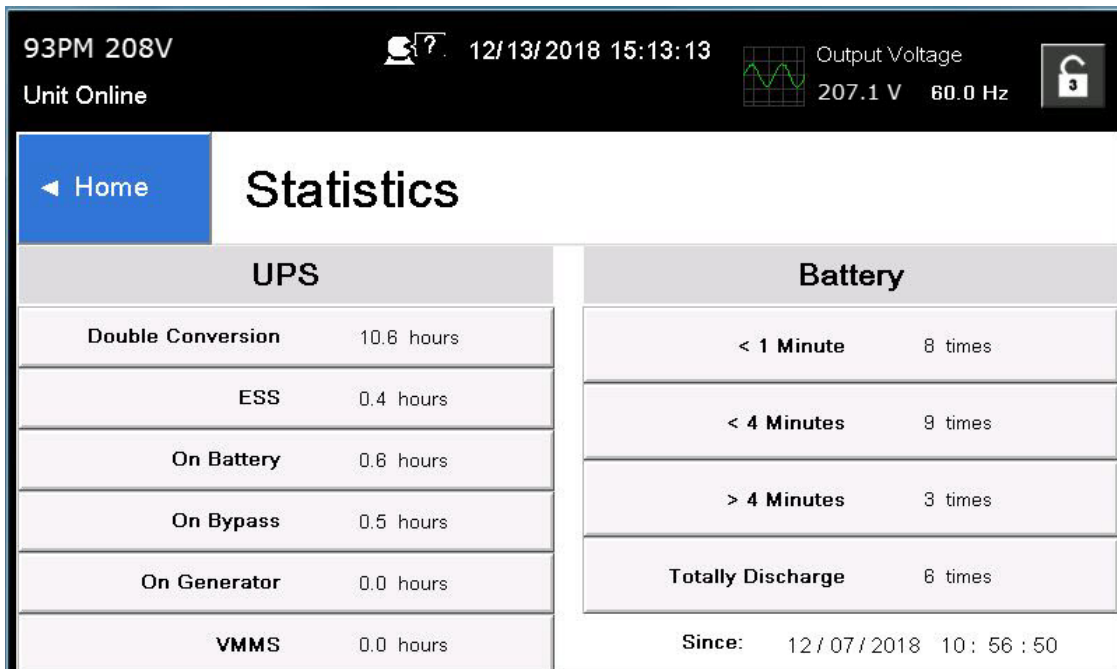 93PM 208V
Unit Online
?
12/13/2018 15:13:13
Output Voltage
207.1 V 60.0 Hz
3
◄ Home
Statistics
UPS
Double Conversion 10.6 hours
ESS 0.4 hours
On Battery 0.6 hours
On Bypass 0.5 hours
On Generator 0.0 hours
VMMS 0.0 hours
Battery
< 1 Minute 8 times
< 4 Minutes 9 times
> 4 Minutes 3 times
Totally Discharge 6 times
Since: 12/07/2018 10:56:50